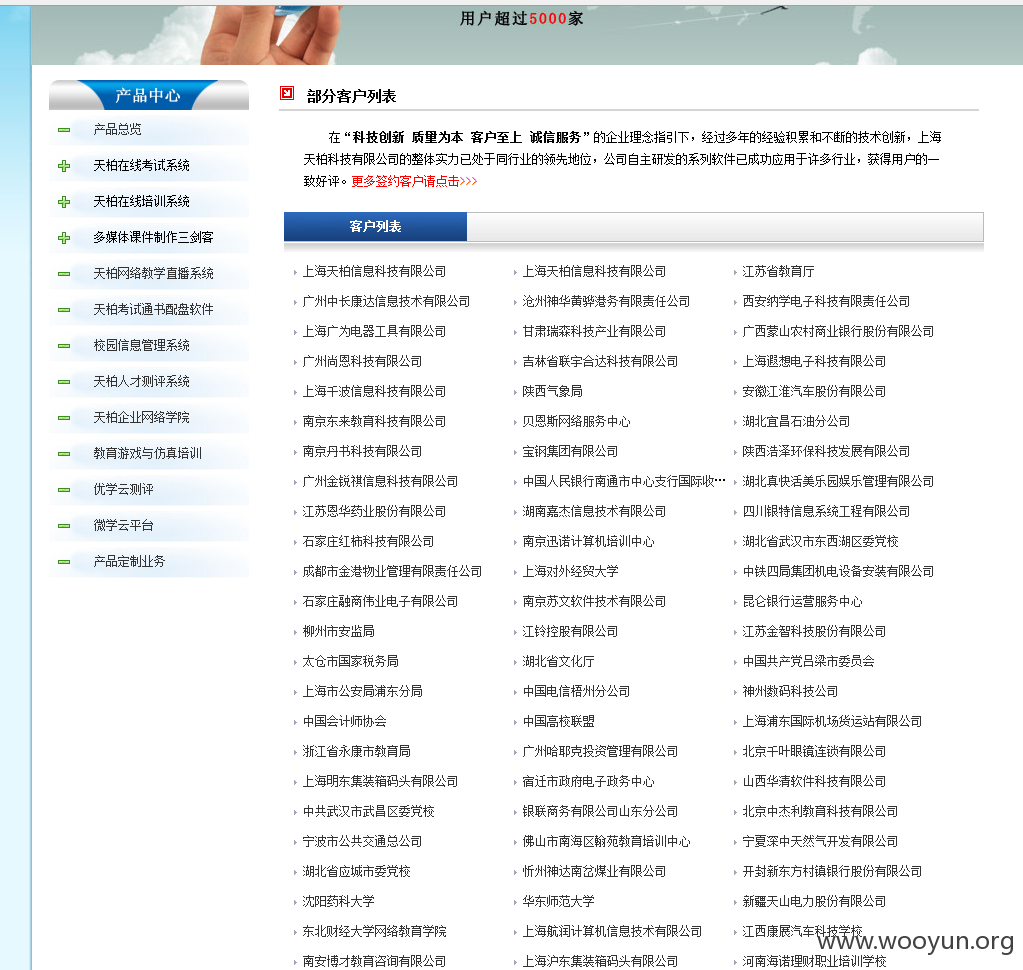 用户超过5000家
产品中心
产品总览
天柏在线考试系统
天柏在线培训系统
多媒体课件制作三剑客
天柏网络教学直播系统
天柏考试通书配盘软件
校园信息管理系统
天柏人才测评系统
天柏企业网络学院
教育游戏与仿真培训
优学云测评
微学云平台
产品定制业务
部分客户列表
在“科技创新 质量为本 客户至上 诚信服务”的企业理念指引下，经过多年的经验积累和不断的技术创新，上海
天柏科技有限公司的整体实力已处于同行业的领先地位，公司自主研发的系列软件已成功应用于许多行业，获得用户的一
致好评。更多签约客户请点击>>>
客户列表
上海天柏信息科技有限公司 上海天柏信息科技有限公司 江苏省教育厅
广州中长康达信息技术有限公司 沧州神华黄骅港务有限责任公司 西安纳学电子科技有限责任公司
上海广为电器工具有限公司 甘肃瑞森科技产业有限公司 广西蒙山农村商业银行股份有限公司
广州尚恩科技有限公司 吉林省联宇合达科技有限公司 上海遐想电子科技有限公司
上海千波信息科技有限公司 陕西气象局 安徽江淮汽车股份有限公司
南京东来教育科技有限公司 贝恩斯网络服务中心 湖北宜昌石油分公司
南京丹书科技有限公司 宝钢集团有限公司 陕西浩泽环保科技发展有限公司
广州金锐祺信息科技有限公司 中国人民银行南通市中心支行国际收… 湖北真快活美乐园娱乐管理有限公司
江苏恩华药业股份有限公司 湖南嘉杰信息技术有限公司 四川银特信息系统工程有限公司
石家庄红柿科技有限公司 南京迅诺计算机培训中心 湖北省武汉市东西湖区委党校
成都市金港物业管理有限责任公司 上海对外经贸大学 中铁四局集团机电设备安装有限公司
石家庄融商伟业电子有限公司 南京苏文软件技术有限公司 昆仑银行运营服务中心
柳州市安监局 江铃控股有限公司 江苏金智科技股份有限公司
太仓市国家税务局 湖北省文化厅 中国共产党吕梁市委员会
上海市公安局浦东分局 中国电信梧州分公司 神州数码科技公司
中国会计师协会 中国高校联盟 上海浦东国际机场货运站有限公司
浙江省永康市教育局 广州哈耶克投资管理有限公司 北京千叶眼镜连锁有限公司
上海明东集装箱码头有限公司 宿迁市政府电子政务中心 山西华清软件科技有限公司
中共武汉市武昌区委党校 银联商务有限公司山东分公司 北京中杰利教育科技有限公司
宁波市公共交通总公司 佛山市南海区翰苑教育培训中心 宁夏深中天然气开发有限公司
湖北省应城市委党校 忻州神达南岔煤业有限公司 开封新东方村镇银行股份有限公司
沈阳药科大学 华东师范大学 新疆天山电力股份有限公司
东北财经大学网络教育学院 上海航润计算机信息技术有限公司 江西康展汽车科技学校
南安博才教育咨询有限公司 上海沪东集装箱码头有限公司 河南海诺理财职业培训学校
www.wooyun.org